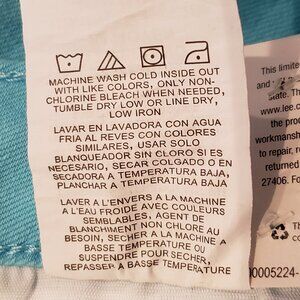 MACHINE WASH COLD INSIDE OUT
WITH LIKE COLORS, ONLY NON-
CHLORINE BLEACH WHEN NEEDED,
TUMBLE DRY LOW OR LINE DRY,
LOW IRON
LAVAR EN LAVADORA CON AGUA
FRIA AL REVES CON COLORES
SIMILARES, USAR SOLO
BLANQUEADOR SIN CLORO SI ES
NECESARIO, SECAR COLGADO O EN
SECADORA A TEMPERATURA BAJA,
PLANCHAR A TEMPERATURA BAJA
LAVER A L'ENVERS A LA MACHINE
A L'EAU FROIDE AVEC COULEURS
SEMBLABLES, AGENT DE
BLANCHIMENT NON CHLORE AU
BESOIN, SECHER A LA MACHINE A
BASSE TEMPERATURE OU
SUSPENDRE POUR SECHER,
REPASSER A BASSE TEMPERATURE
This limite
and
state. Th
www.lee.c
the produc
workmansh
to repair, r
27406. Fo
00005224-